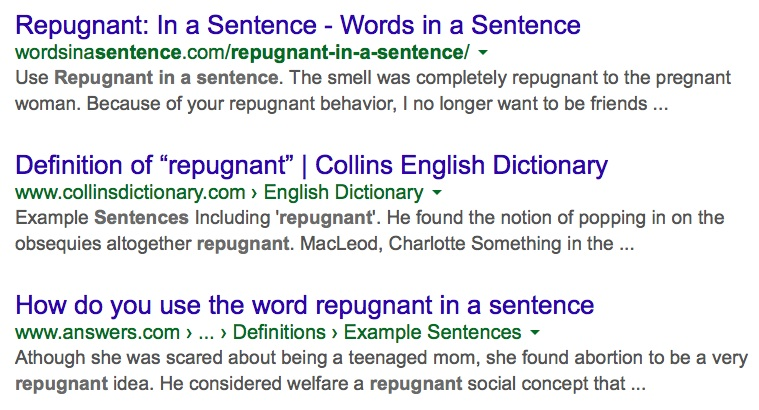 Repugnant: In a Sentence - Words in a Sentence
wordsinasentence.com/repugnant-in-a-sentence/
Use Repugnant in a sentence. The smell was completely repugnant to the pregnant
woman. Because of your repugnant behavior, I no longer want to be friends ...
Definition of “repugnant” | Collins English Dictionary
www.collinsdictionary.com › English Dictionary
Example Sentences Including 'repugnant'. He found the notion of popping in on the
obsequies altogether repugnant. MacLeod, Charlotte Something in the ...
How do you use the word repugnant in a sentence
www.answers.com › ... › Definitions › Example Sentences
Athough she was scared about being a teenaged mom, she found abortion to be a very
repugnant idea. He considered welfare a repugnant social concept that ...